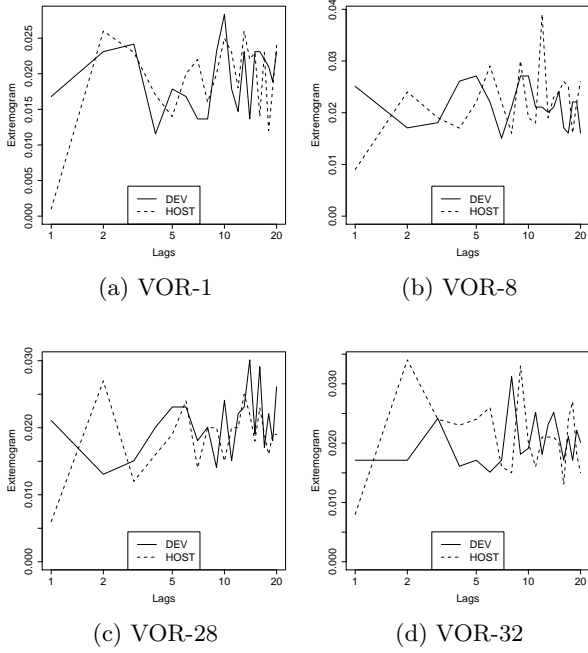 0.000 0.005 0.010 0.015 0.020 0.025
Extremogram
DEV
HOST
1 2 5 10 20
Lags
(a) VOR-1
0.00 0.01 0.02 0.03 0.04
Extremogram
DEV
HOST
1 2 5 10 20
Lags
(b) VOR-8
0.000 0.010 0.020 0.030
Extremogram
DEV
HOST
1 2 5 10 20
Lags
(c) VOR-28
0.000 0.010 0.020 0.030
Extremogram
DEV
HOST
1 2 5 10 20
Lags
(d) VOR-32